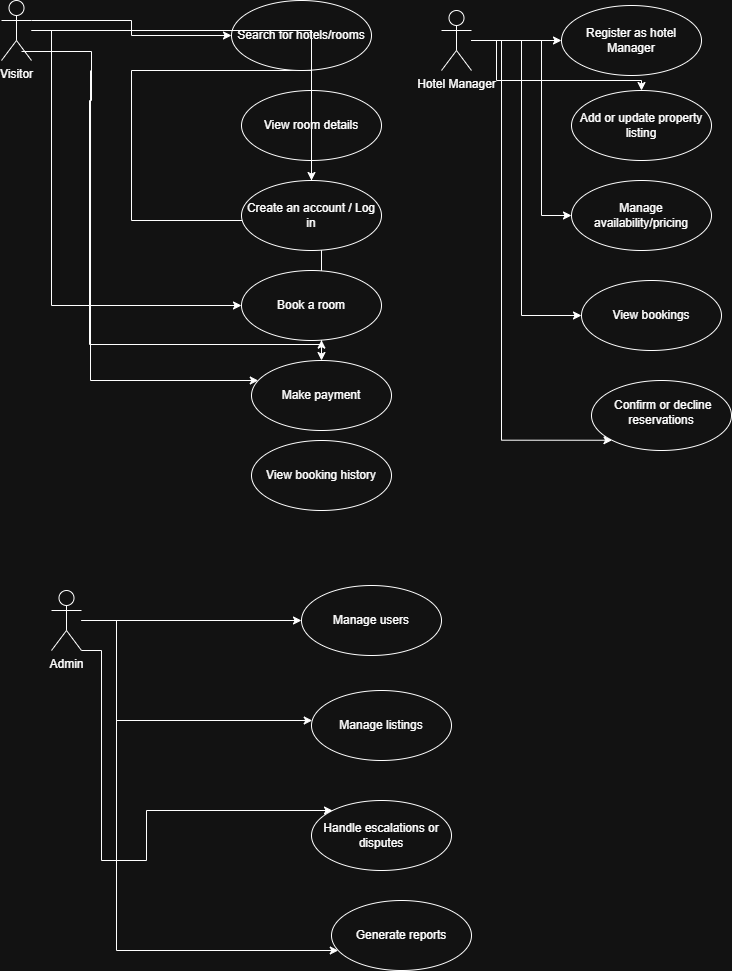 Visitor
Search for hotels/rooms
View room details
Create an account / Log
in
Book a room
Make payment
View booking history
Hotel Manager
Register as hotel
Manager
Add or update property
listing
Manage
availability/pricing
View bookings
Confirm or decline
reservations
Admin
Manage users
Manage listings
Handle escalations or
disputes
Generate reports